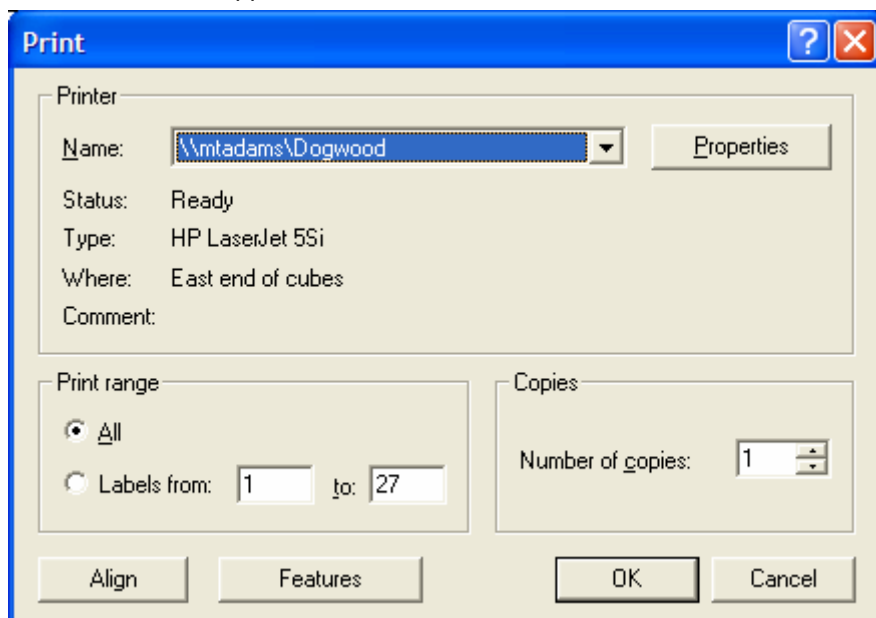 Print
Printer
Name: \\mtadams\Dogwood Properties
Status: Ready
Type: HP LaserJet 5Si
Where: East end of cubes
Comment:
Print range
All
Labels from: 1 to: 27
Copies
Number of copies: 1
Align Features OK Cancel